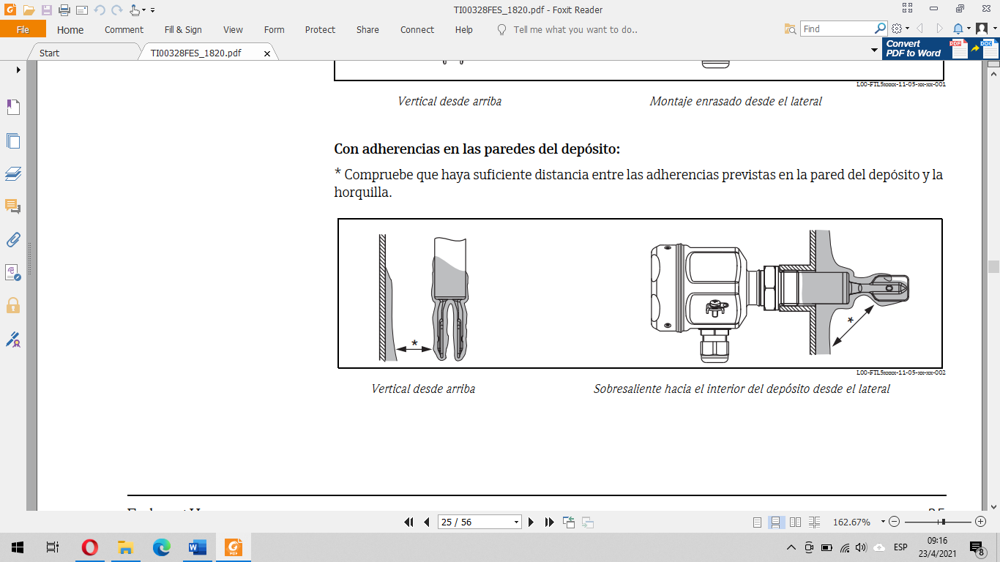 TI00328FES_1820.pdf - Foxit Reader
File Home Comment Fill & Sign View Form Protect Share Connect Help Tell me what you want to do.. Find
Start TI00328FES_1820.pdf
Convert
PDF to Word
PDF DOC
L00-FTL5xxxx-11-05-xx-xx-001
Vertical desde arriba Montaje enrasado desde el lateral
Con adherencias en las paredes del depósito:
* Compruebe que haya suficiente distancia entre las adherencias previstas en la pared del depósito y la
horquilla.
*
*
L00-FTL5xxxx-11-05-xx-xx-002
Vertical desde arriba Sobresaliente hacia el interior del depósito desde el lateral
25 / 56 162.67%
ESP
09:16
23/4/2021
8